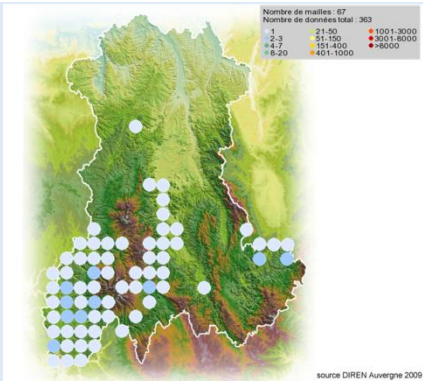 Nombre de mailles : 67
Nombre de données total : 363
1 21-50 1001-3000
2-3 51-150 3001-8000
4-7 151-400 >8000
8-20 401-1000
source DIREN Auvergne 2009